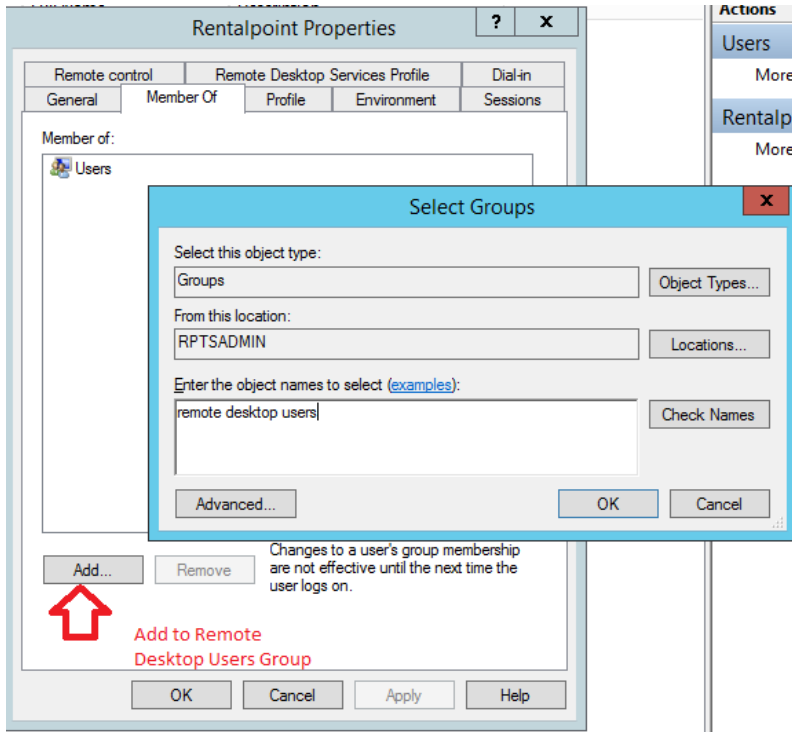 Actions
Rentalpoint Properties
? x
Users
Remote control
Remote Desktop Services Profile
Dial-in
More
General
Member Of
Profile
Environment
Sessions
Rentalp
Member of:
More
Users
Select Groups
x
Select this object type:
Groups
Object Types...
From this location:
RPTSADMIN
Locations...
Enter the object names to select (examples):
remote desktop users
Check Names
Advanced...
OK
Cancel
Add...
Remove
Changes to a user's group membership
are not effective until the next time the
user logs on.
Add to Remote
Desktop Users Group
OK
Cancel
Apply
Help